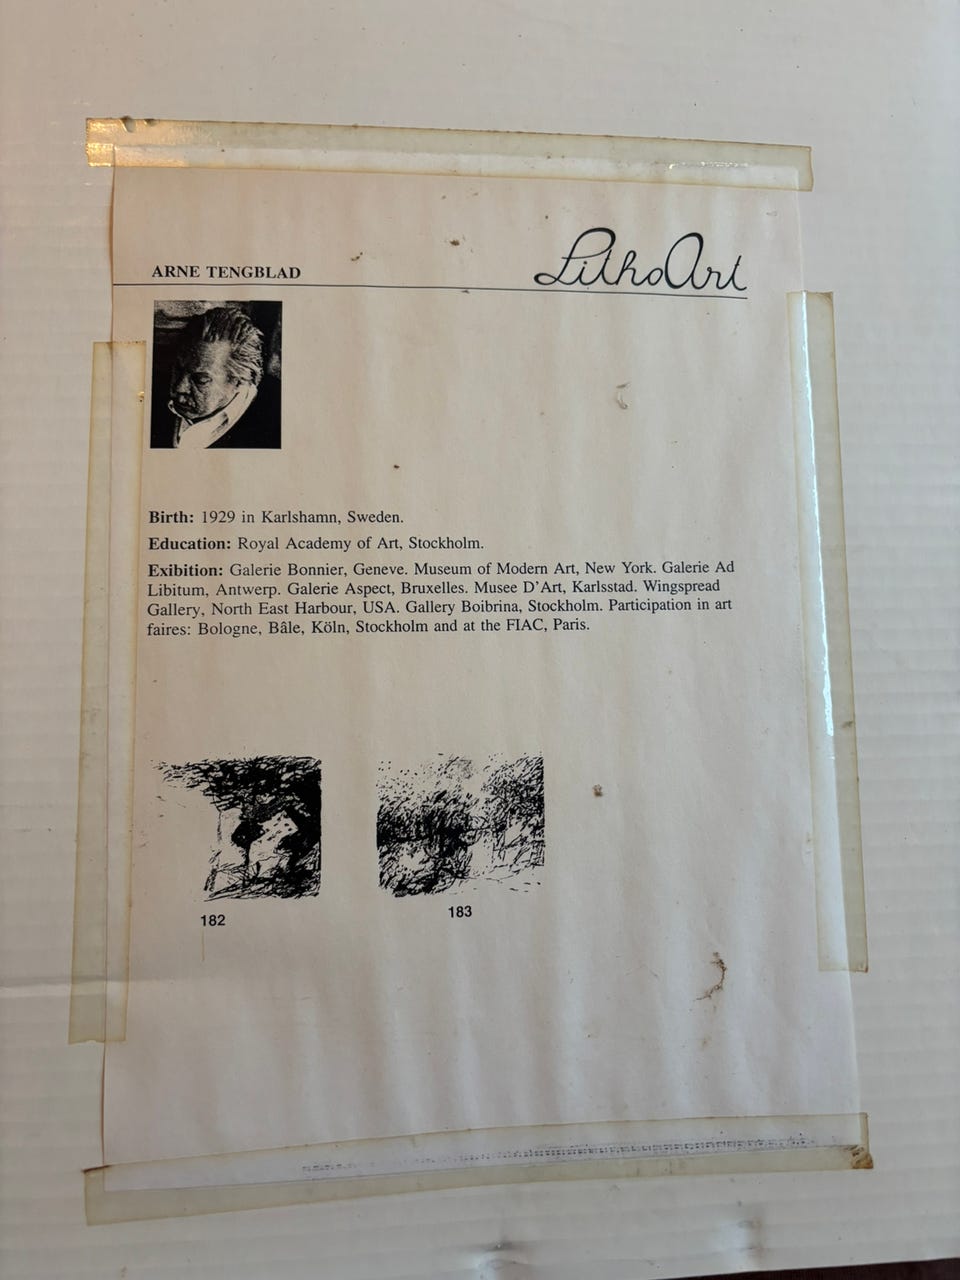 ARNE TENGBLAD
LithoArt
Birth: 1929 in Karlshamn, Sweden.
Education: Royal Academy of Art, Stockholm.
Exibition: Galerie Bonnier, Geneve. Museum of Modern Art, New York. Galerie Ad
Libitum, Antwerp. Galerie Aspect, Bruxelles. Musee D'Art, Karlsstad. Wingspread
Gallery, North East Harbour, USA. Gallery Boibrina, Stockholm. Participation in art
faires: Bologne, Bâle, Köln, Stockholm and at the FIAC, Paris.
182
183